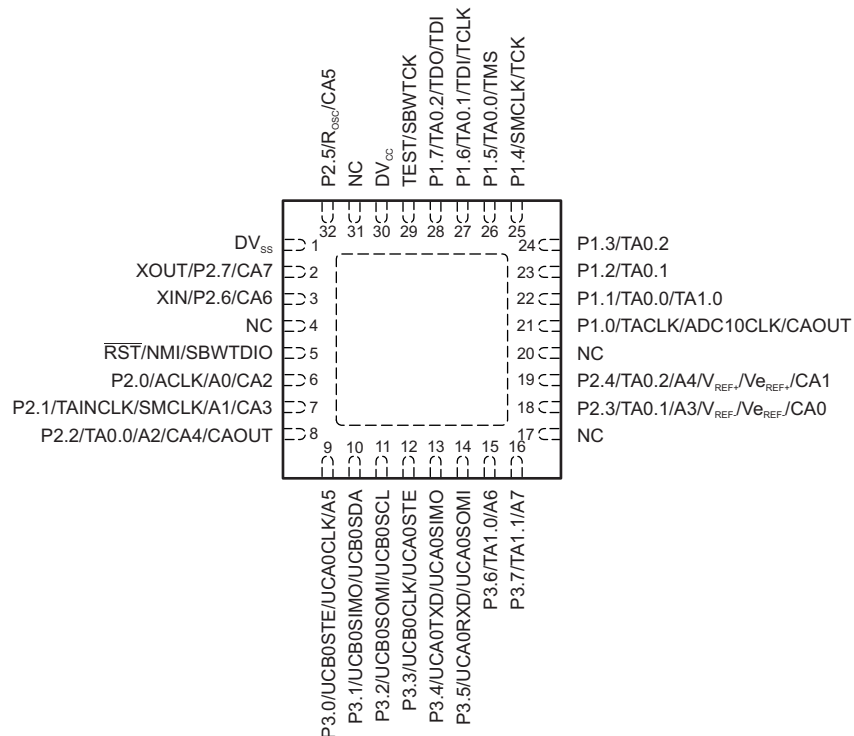 P2.5/ROSC/CA5
NC
DVCC
TEST/SBWTCK
P1.7/TA0.2/TDO/TDI
P1.6/TA0.1/TDI/TCLK
P1.5/TA0.0/TMS
P1.4/SMCLK/TCK
32 31 30 29 28 27 26 25
DVSS 1
XOUT/P2.7/CA7 2
XIN/P2.6/CA6 3
NC 4
RST/NMI/SBWTDIO 5
P2.0/ACLK/A0/CA2 6
P2.1/TAINCLK/SMCLK/A1/CA3 7
P2.2/TA0.0/A2/CA4/CAOUT 8
24 P1.3/TA0.2
23 P1.2/TA0.1
22 P1.1/TA0.0/TA1.0
21 P1.0/TACLK/ADC10CLK/CAOUT
20 NC
19 P2.4/TA0.2/A4/VREF+/VeREF+/CA1
18 P2.3/TA0.1/A3/VREF-/VeREF-/CA0
17 NC
9 10 11 12 13 14 15 16
P3.0/UCB0STE/UCA0CLK/A5
P3.1/UCB0SIMO/UCB0SDA
P3.2/UCB0SOMI/UCB0SCL
P3.3/UCB0CLK/UCA0STE
P3.4/UCA0TXD/UCA0SIMO
P3.5/UCA0RXD/UCA0SOMI
P3.6/TA1.0/A6
P3.7/TA1.1/A7